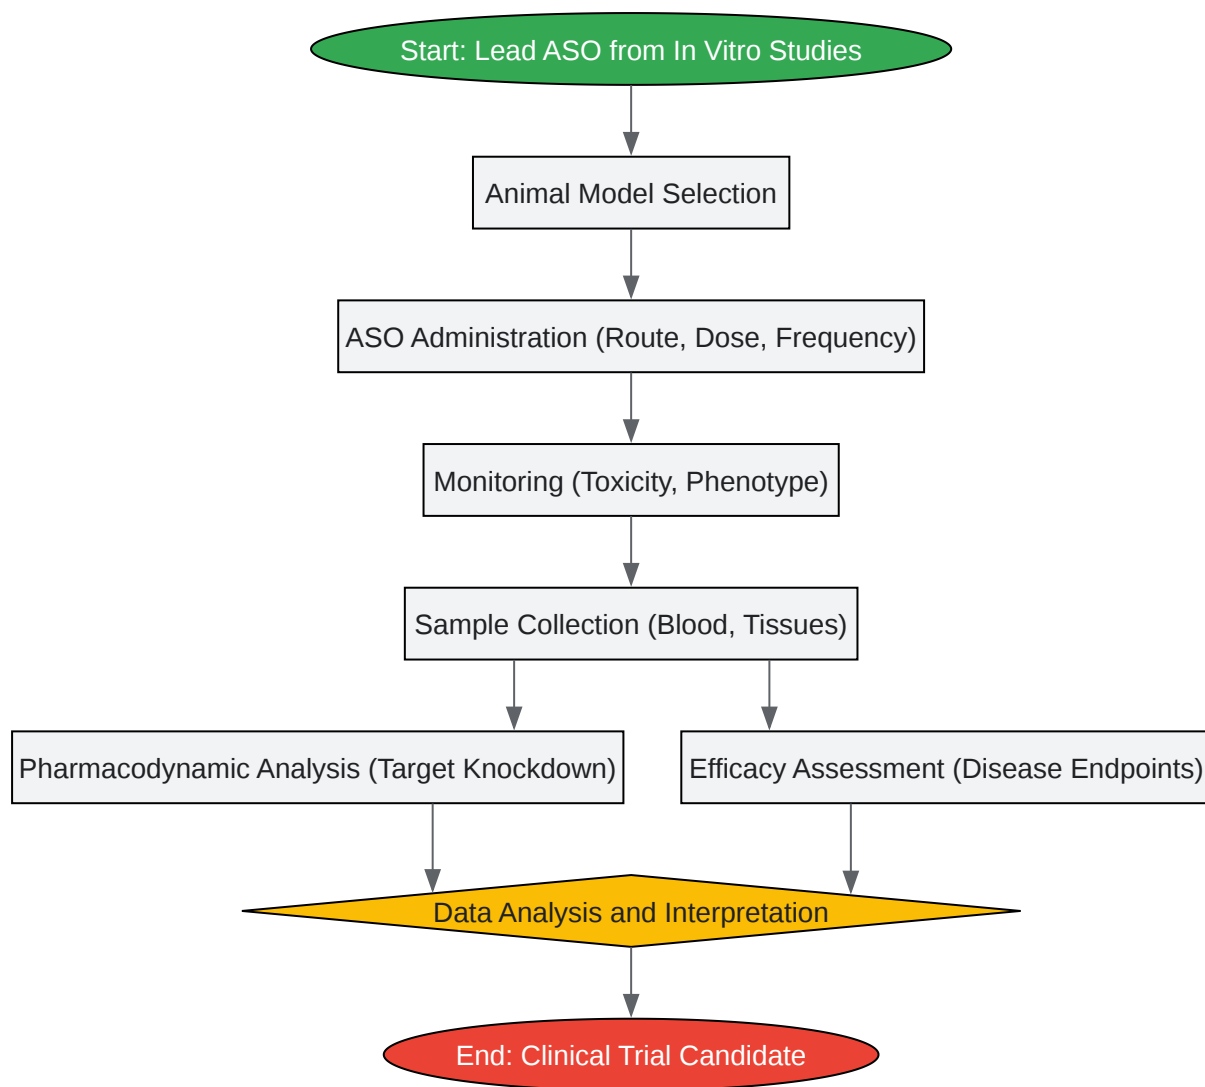 Start: Lead ASO from In Vitro Studies
Animal Model Selection
ASO Administration (Route, Dose, Frequency)
Monitoring (Toxicity, Phenotype)
Sample Collection (Blood, Tissues)
Pharmacodynamic Analysis (Target Knockdown)
Efficacy Assessment (Disease Endpoints)
Data Analysis and Interpretation
End: Clinical Trial Candidate